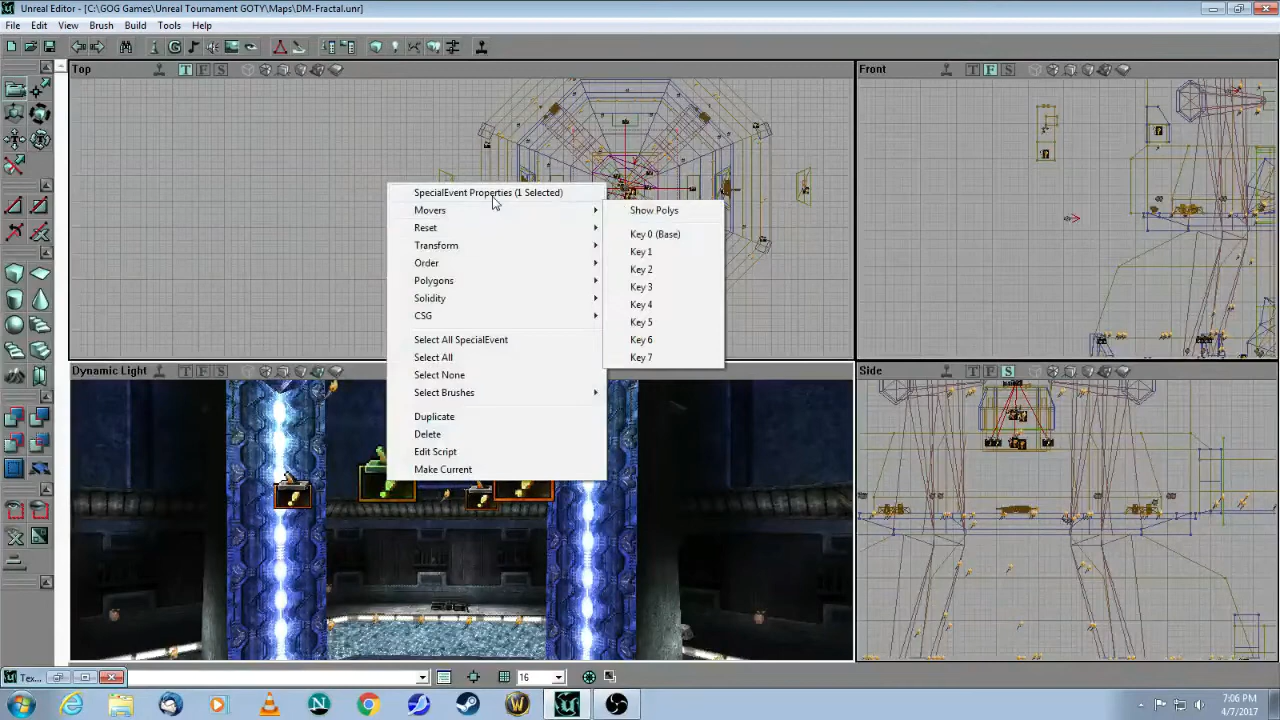 Unreal Editor - [C:\GOG Games\Unreal Tournament GOTY\Maps\DM-Fractal.unr]
File Edit View Brush Build Tools Help
Top T F S
Front T F S
SpecialEvent Properties (1 Selected)
Movers
Reset
Transform
Order
Polygons
Solidity
CSG
Select All SpecialEvent
Select All
Select None
Select Brushes
Duplicate
Delete
Edit Script
Make Current
Show Polys
Key 0 (Base)
Key 1
Key 2
Key 3
Key 4
Key 5
Key 6
Key 7
Dynamic Light T F S
Side T F S
Tex...
16
7:06 PM
4/7/2017